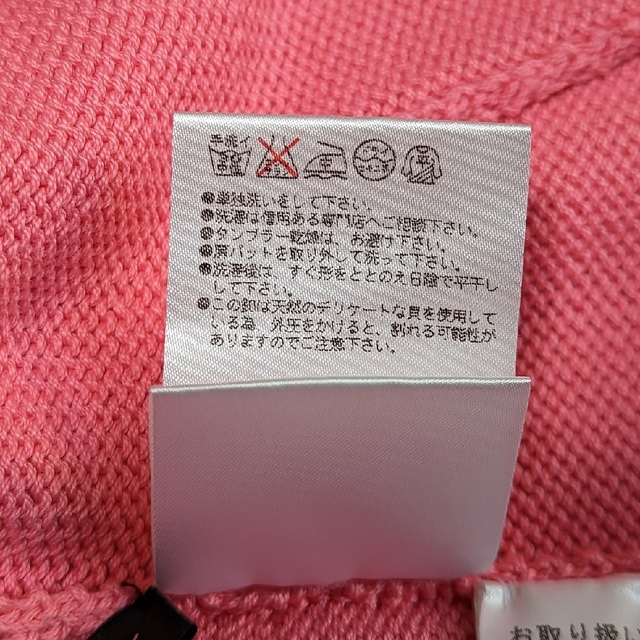 手洗イ
●単独洗いをして下さい。
●洗濯は信用ある専門店へご相談下さい。
●タンブラー乾燥は、お避け下さい。
●肩パットを取り外して洗って下さい。
●洗濯後は、すぐ形をととのえ日陰で平干し
して下さい。
●この釦は天然のデリケートな貝を使用して
いる為、外圧をかけると、割れる可能性が
ありますのでご注意下さい。
お取り扱い